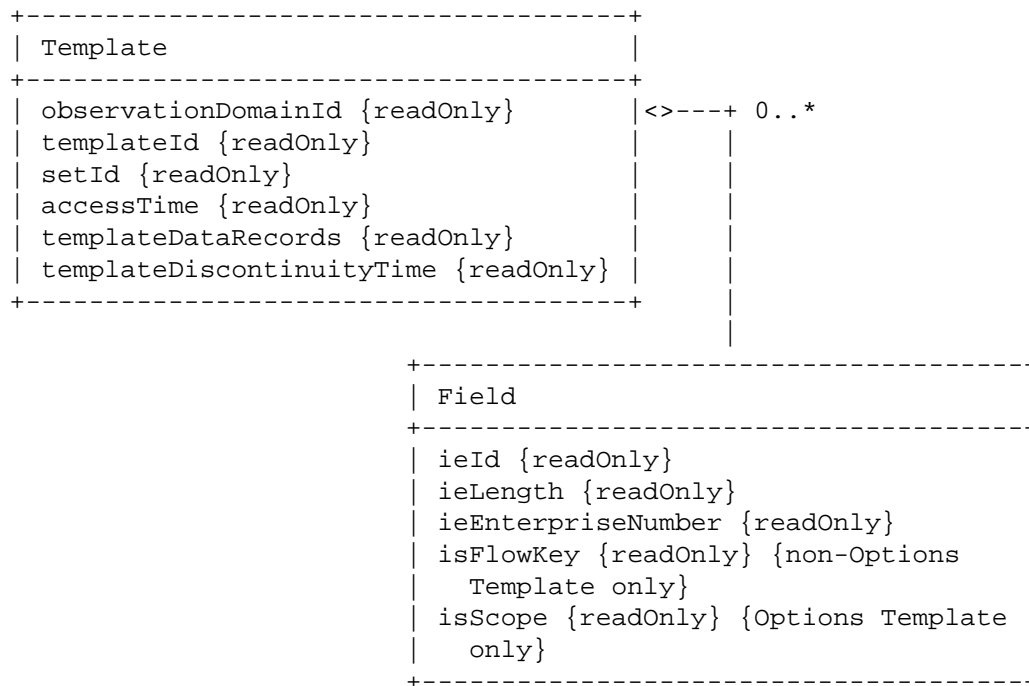 +--------------------------------------+
| Template                             |
+--------------------------------------+
| observationDomainId {readOnly}       |<>---+ 0..*
| templateId {readOnly}                |     |
| setId {readOnly}                     |     |
| accessTime {readOnly}                |     |
| templateDataRecords {readOnly}       |     |
| templateDiscontinuityTime {readOnly} |     |
+--------------------------------------+     |
                                             |
                         +---------------------------------------
                         | Field
                         +---------------------------------------
                         | ieId {readOnly}
                         | ieLength {readOnly}
                         | ieEnterpriseNumber {readOnly}
                         | isFlowKey {readOnly} {non-Options
                         |   Template only}
                         | isScope {readOnly} {Options Template
                         |   only}
                         +---------------------------------------